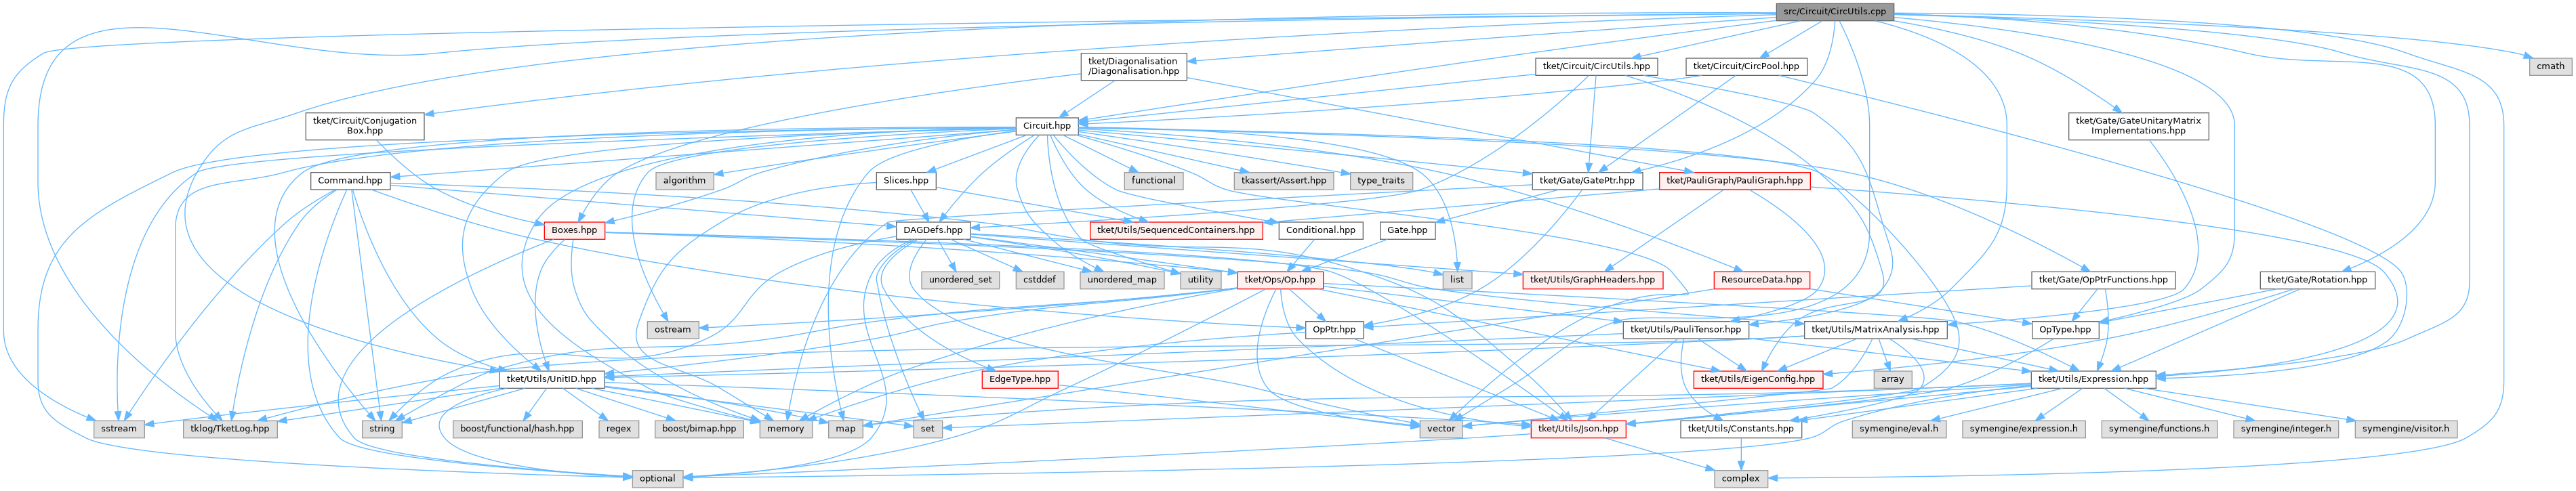 src/Circuit/CircUtils.cpp
tket/Diagonalisation
/Diagonalisation.hpp
tket/Circuit/CircUtils.hpp
tket/Circuit/CircPool.hpp
cmath
tket/Circuit/Conjugation
Box.hpp
Circuit.hpp
tket/Gate/GateUnitaryMatrix
Implementations.hpp
Command.hpp
algorithm
Slices.hpp
functional
tkassert/Assert.hpp
type_traits
tket/Gate/GatePtr.hpp
tket/PauliGraph/PauliGraph.hpp
Boxes.hpp
DAGDefs.hpp
tket/Utils/SequencedContainers.hpp
Conditional.hpp
Gate.hpp
unordered_set
cstddef
unordered_map
utility
tket/Ops/Op.hpp
list
tket/Utils/GraphHeaders.hpp
ResourceData.hpp
tket/Gate/OpPtrFunctions.hpp
tket/Gate/Rotation.hpp
ostream
OpPtr.hpp
tket/Utils/PauliTensor.hpp
tket/Utils/MatrixAnalysis.hpp
OpType.hpp
tket/Utils/UnitID.hpp
EdgeType.hpp
tket/Utils/EigenConfig.hpp
array
tket/Utils/Expression.hpp
sstream
tklog/TketLog.hpp
string
boost/functional/hash.hpp
regex
boost/bimap.hpp
memory
map
set
vector
tket/Utils/Json.hpp
tket/Utils/Constants.hpp
symengine/eval.h
symengine/expression.h
symengine/functions.h
symengine/integer.h
symengine/visitor.h
optional
complex